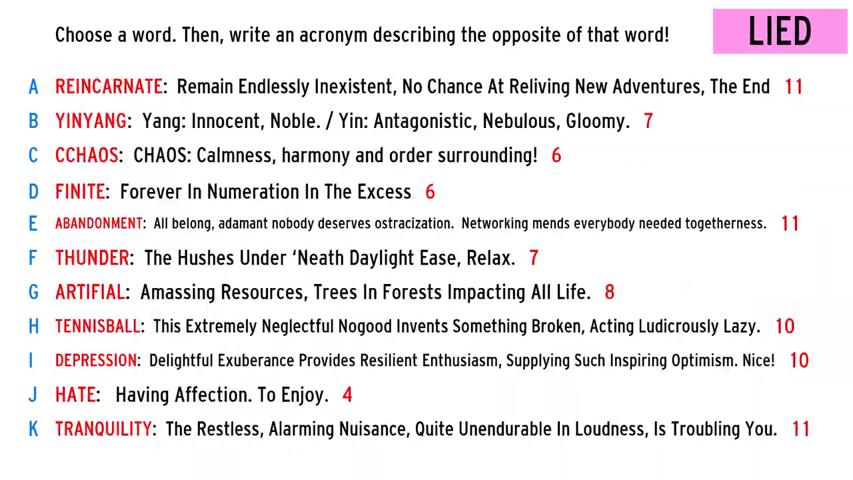 Choose a word. Then, write an acronym describing the opposite of that word!
LIED
A REINCARNATE: Remain Endlessly Inexistent, No Chance At Reliving New Adventures, The End 11
B YINYANG: Yang: Innocent, Noble. / Yin: Antagonistic, Nebulous, Gloomy. 7
C CCHAOS: CHAOS: Calmness, harmony and order surrounding! 6
D FINITE: Forever In Numeration In The Excess 6
E ABANDONMENT: All belong, adamant nobody deserves ostracization. Networking mends everybody needed togetherness. 11
F THUNDER: The Hushes Under ‘Neath Daylight Ease, Relax. 7
G ARTIFIAL: Amassing Resources, Trees In Forests Impacting All Life. 8
H TENNISBALL: This Extremely Neglectful Nogood Invents Something Broken, Acting Ludicrously Lazy. 10
I DEPRESSION: Delightful Exuberance Provides Resilient Enthusiasm, Supplying Such Inspiring Optimism. Nice! 10
J HATE: Having Affection. To Enjoy. 4
K TRANQUILITY: The Restless, Alarming Nuisance, Quite Unendurable In Loudness, Is Troubling You. 11